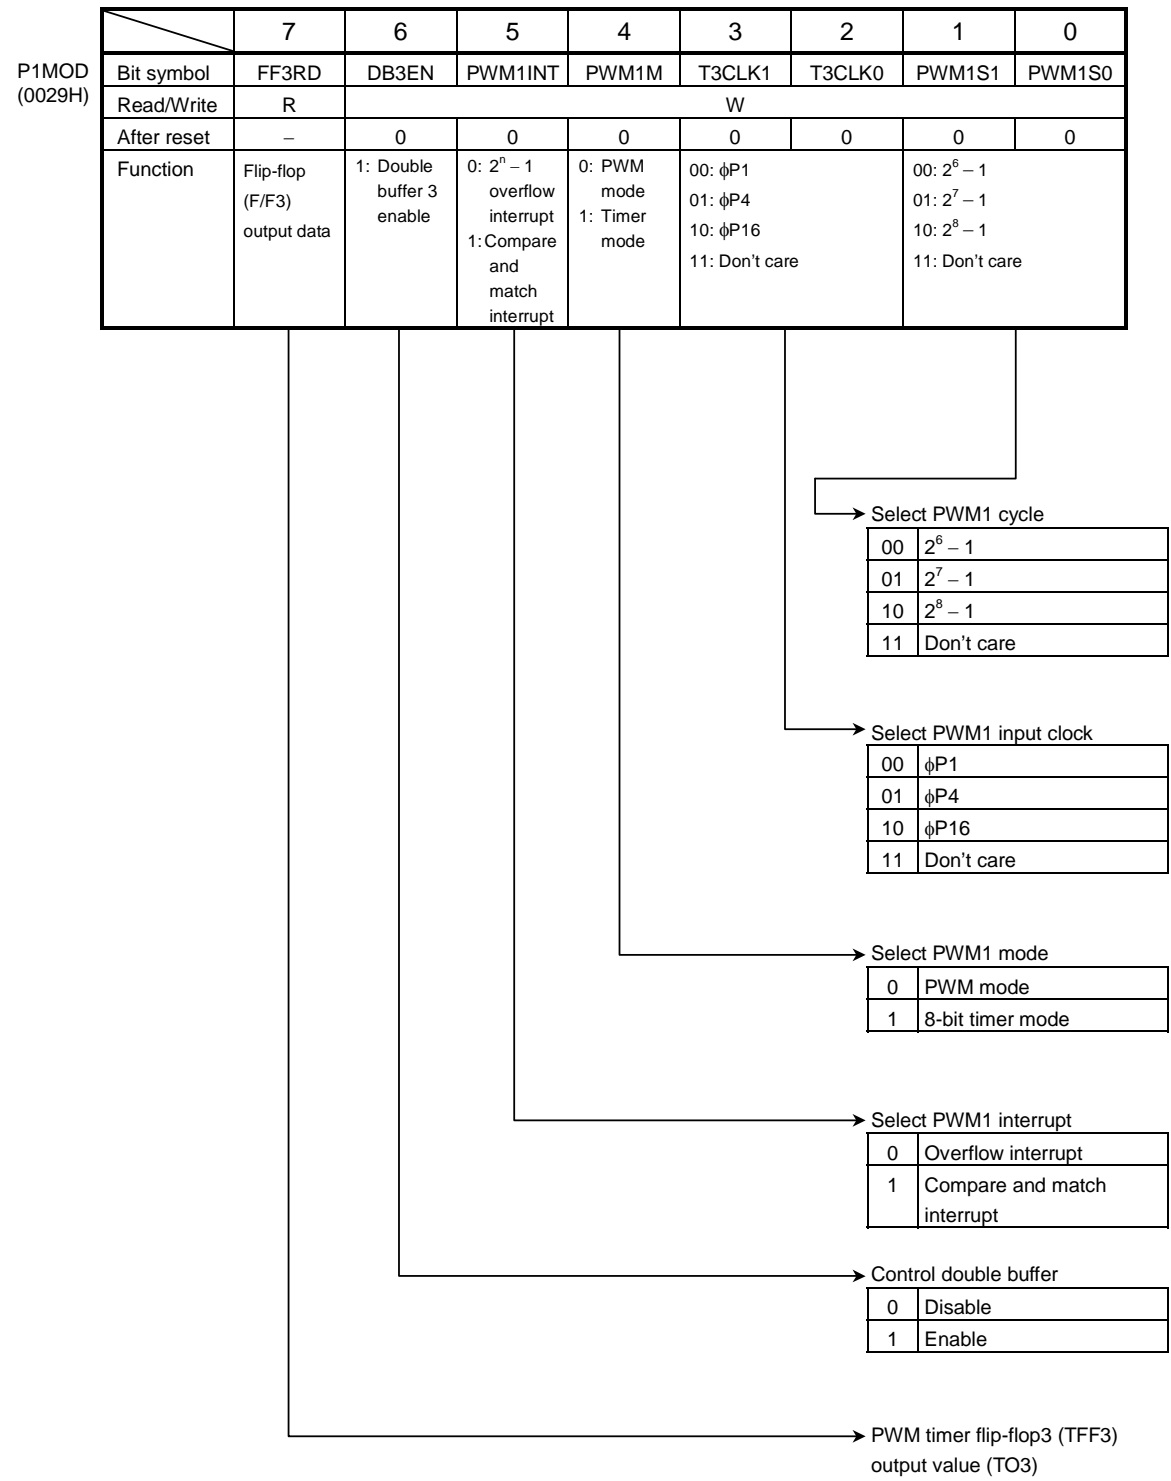 7 6 5 4 3 2 1 0
P1MOD
(0029H)
Bit symbol FF3RD DB3EN PWM1INT PWM1M T3CLK1 T3CLK0 PWM1S1 PWM1S0
Read/Write R W
After reset – 0 0 0 0 0 0 0
Function
Flip-flop
(F/F3)
output data
1: Double
buffer 3
enable
0: 2ⁿ – 1
overflow
interrupt
1: Compare
and
match
interrupt
0: PWM
mode
1: Timer
mode
00: ϕP1
01: ϕP4
10: ϕP16
11: Don't care
00: 2⁶ – 1
01: 2⁷ – 1
10: 2⁸ – 1
11: Don't care
Select PWM1 cycle
00 2⁶ – 1
01 2⁷ – 1
10 2⁸ – 1
11 Don't care
Select PWM1 input clock
00 ϕP1
01 ϕP4
10 ϕP16
11 Don't care
Select PWM1 mode
0 PWM mode
1 8-bit timer mode
Select PWM1 interrupt
0 Overflow interrupt
1 Compare and match
interrupt
Control double buffer
0 Disable
1 Enable
PWM timer flip-flop3 (TFF3)
output value (TO3)